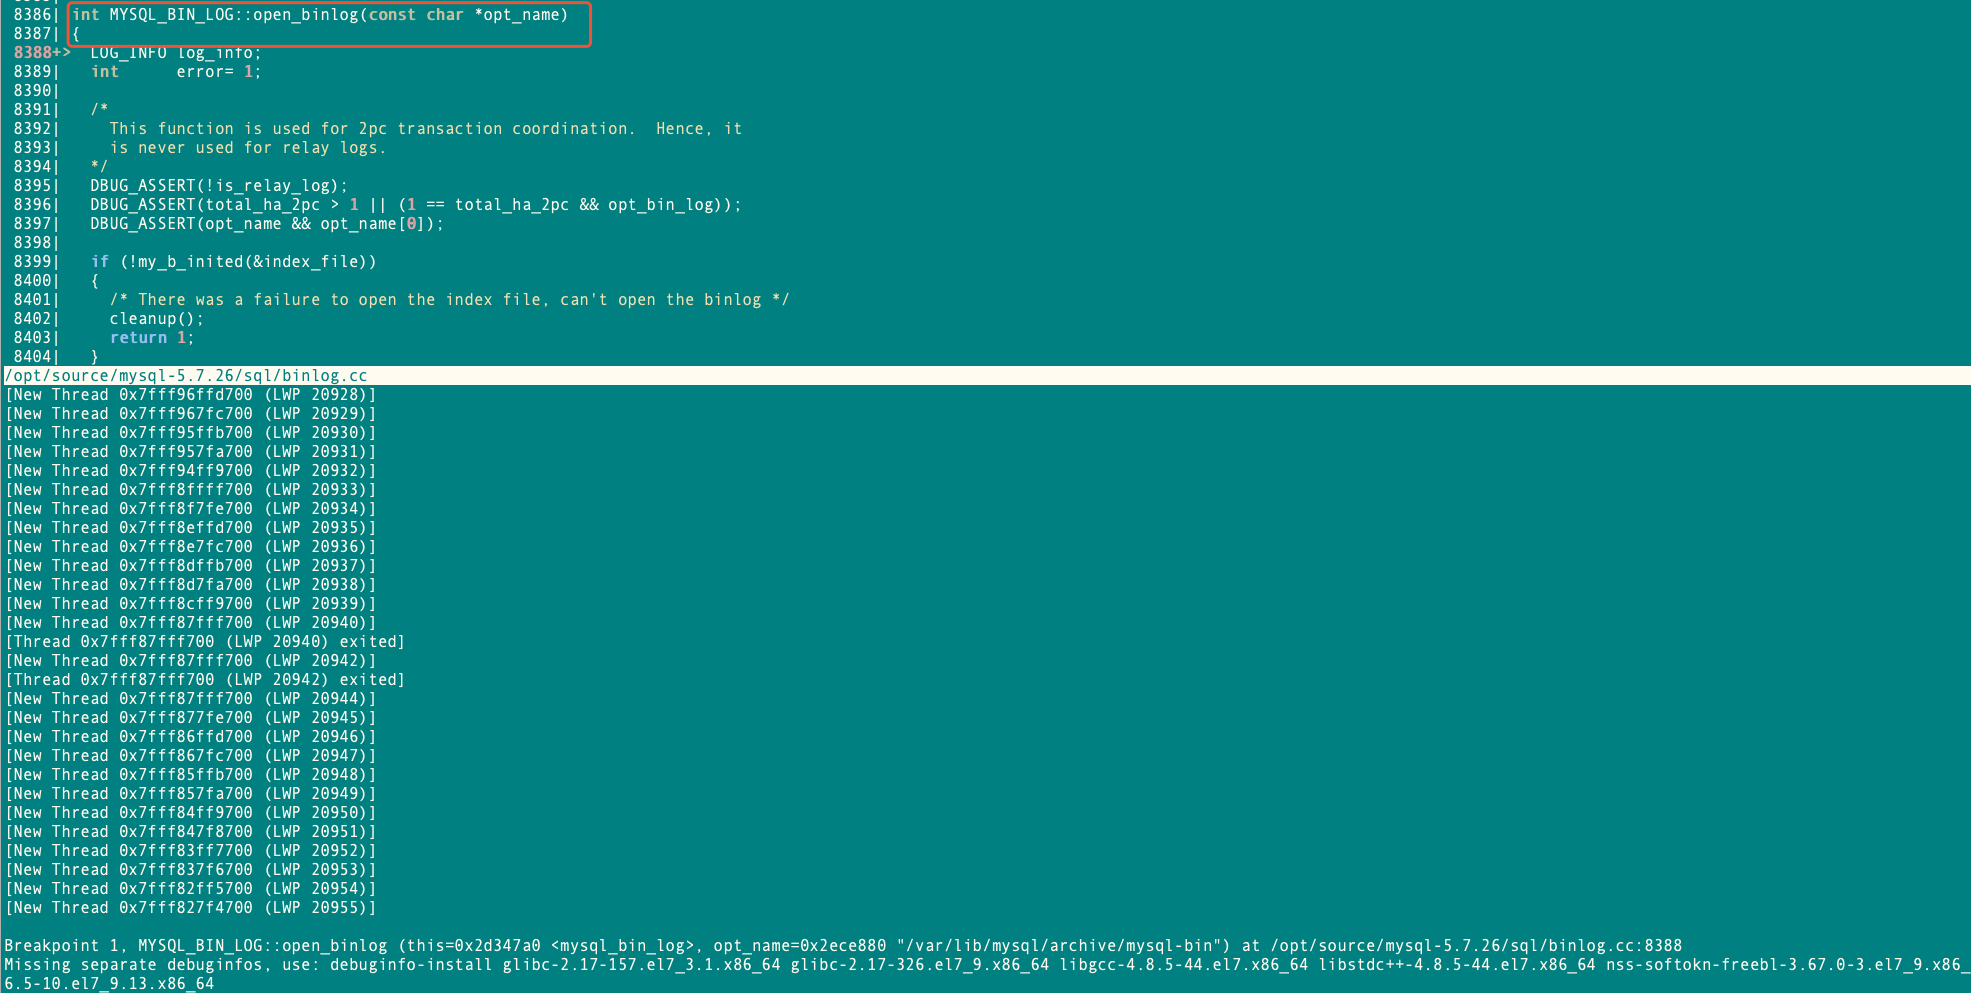 8386| int MYSQL_BIN_LOG::open_binlog(const char *opt_name)
8387| {
8388+>  LOG_INFO log_info;
8389|   int      error= 1;
8390|
8391|   /*
8392|     This function is used for 2pc transaction coordination.  Hence, it
8393|     is never used for relay logs.
8394|   */
8395|   DBUG_ASSERT(!is_relay_log);
8396|   DBUG_ASSERT(total_ha_2pc > 1 || (1 == total_ha_2pc && opt_bin_log));
8397|   DBUG_ASSERT(opt_name && opt_name[0]);
8398|
8399|   if (!my_b_inited(&index_file))
8400|   {
8401|     /* There was a failure to open the index file, can't open the binlog */
8402|     cleanup();
8403|     return 1;
8404|   }
/opt/source/mysql-5.7.26/sql/binlog.cc
[New Thread 0x7fff96ffd700 (LWP 20928)]
[New Thread 0x7fff967fc700 (LWP 20929)]
[New Thread 0x7fff95ffb700 (LWP 20930)]
[New Thread 0x7fff957fa700 (LWP 20931)]
[New Thread 0x7fff94ff9700 (LWP 20932)]
[New Thread 0x7fff8ffff700 (LWP 20933)]
[New Thread 0x7fff8f7fe700 (LWP 20934)]
[New Thread 0x7fff8effd700 (LWP 20935)]
[New Thread 0x7fff8e7fc700 (LWP 20936)]
[New Thread 0x7fff8dffb700 (LWP 20937)]
[New Thread 0x7fff8d7fa700 (LWP 20938)]
[New Thread 0x7fff8cff9700 (LWP 20939)]
[New Thread 0x7fff87fff700 (LWP 20940)]
[Thread 0x7fff87fff700 (LWP 20940) exited]
[New Thread 0x7fff87fff700 (LWP 20942)]
[Thread 0x7fff87fff700 (LWP 20942) exited]
[New Thread 0x7fff87fff700 (LWP 20944)]
[New Thread 0x7fff877fe700 (LWP 20945)]
[New Thread 0x7fff86ffd700 (LWP 20946)]
[New Thread 0x7fff867fc700 (LWP 20947)]
[New Thread 0x7fff85ffb700 (LWP 20948)]
[New Thread 0x7fff857fa700 (LWP 20949)]
[New Thread 0x7fff84ff9700 (LWP 20950)]
[New Thread 0x7fff847f8700 (LWP 20951)]
[New Thread 0x7fff83ff7700 (LWP 20952)]
[New Thread 0x7fff837f6700 (LWP 20953)]
[New Thread 0x7fff82ff5700 (LWP 20954)]
[New Thread 0x7fff827f4700 (LWP 20955)]
Breakpoint 1, MYSQL_BIN_LOG::open_binlog (this=0x2d347a0 <mysql_bin_log>, opt_name=0x2ece880 "/var/lib/mysql/archive/mysql-bin") at /opt/source/mysql-5.7.26/sql/binlog.cc:8388
Missing separate debuginfos, use: debuginfo-install glibc-2.17-157.el7_3.1.x86_64 glibc-2.17-326.el7_9.x86_64 libgcc-4.8.5-44.el7.x86_64 libstdc++-4.8.5-44.el7.x86_64 nss-softokn-freebl-3.67.0-3.el7_9.x86_
6.5-10.el7_9.13.x86_64